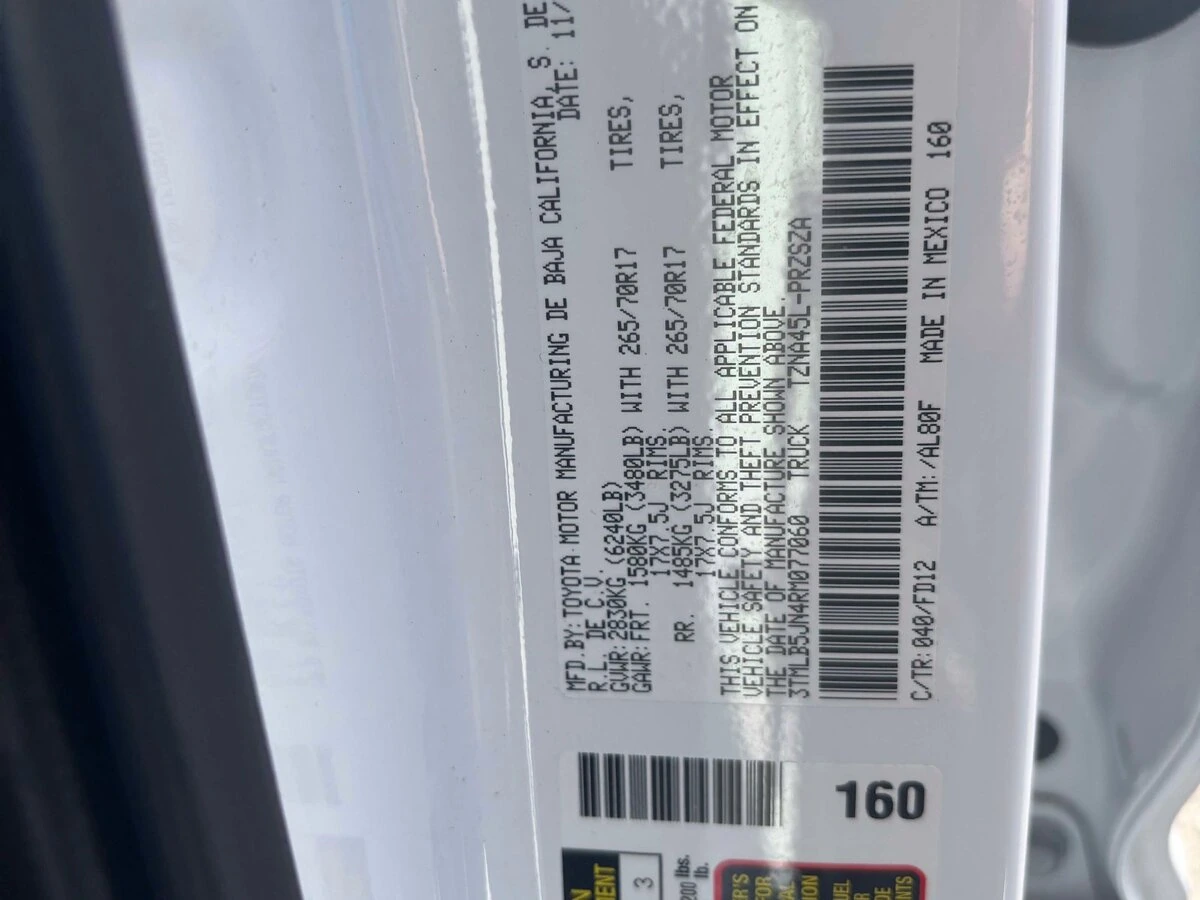 MFD.BY:TOYOTA MOTOR MANUFACTURING DE BAJA CALIFORNIA, S. DE
R.L. DE C.V. DATE: 11/
GVWR:2830KG (6240LB)
GAWR:FRT. 1580KG (3480LB) WITH 265/70R17 TIRES,
17X7.5J RIMS,
RR. 1485KG (3275LB) WITH 265/70R17 TIRES,
17X7.5J RIMS
THIS VEHICLE CONFORMS TO ALL APPLICABLE FEDERAL MOTOR
VEHICLE SAFETY AND THEFT PREVENTION STANDARDS IN EFFECT ON
THE DATE OF MANUFACTURE SHOWN ABOVE.
3TMLB5JN4RM077060 TRUCK TZNA45L-PRZSZA
C/TR:040/FD12 A/TM:/AL80F MADE IN MEXICO 160
160
3
200 lbs.
lb.